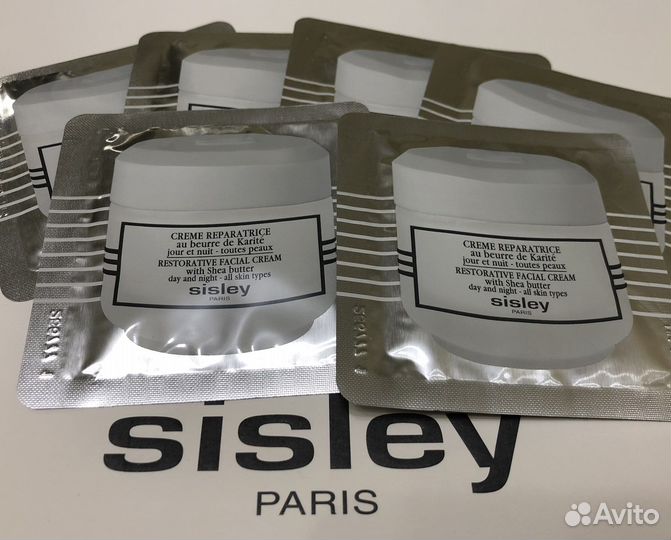 sisley
PARIS
CREME REPARATRICE
au beurre de Karité
jour et nuit - toutes peaux
RESTORATIVE FACIAL CREAM
with Shea butter
day and night - all skin types
sisley
PARIS
CREME REPARATRICE
au beurre de Karité
jour et nuit - toutes peaux
RESTORATIVE FACIAL CREAM
with Shea butter
day and night - all skin types
sisley
PARIS
sisley
PARIS
Avito